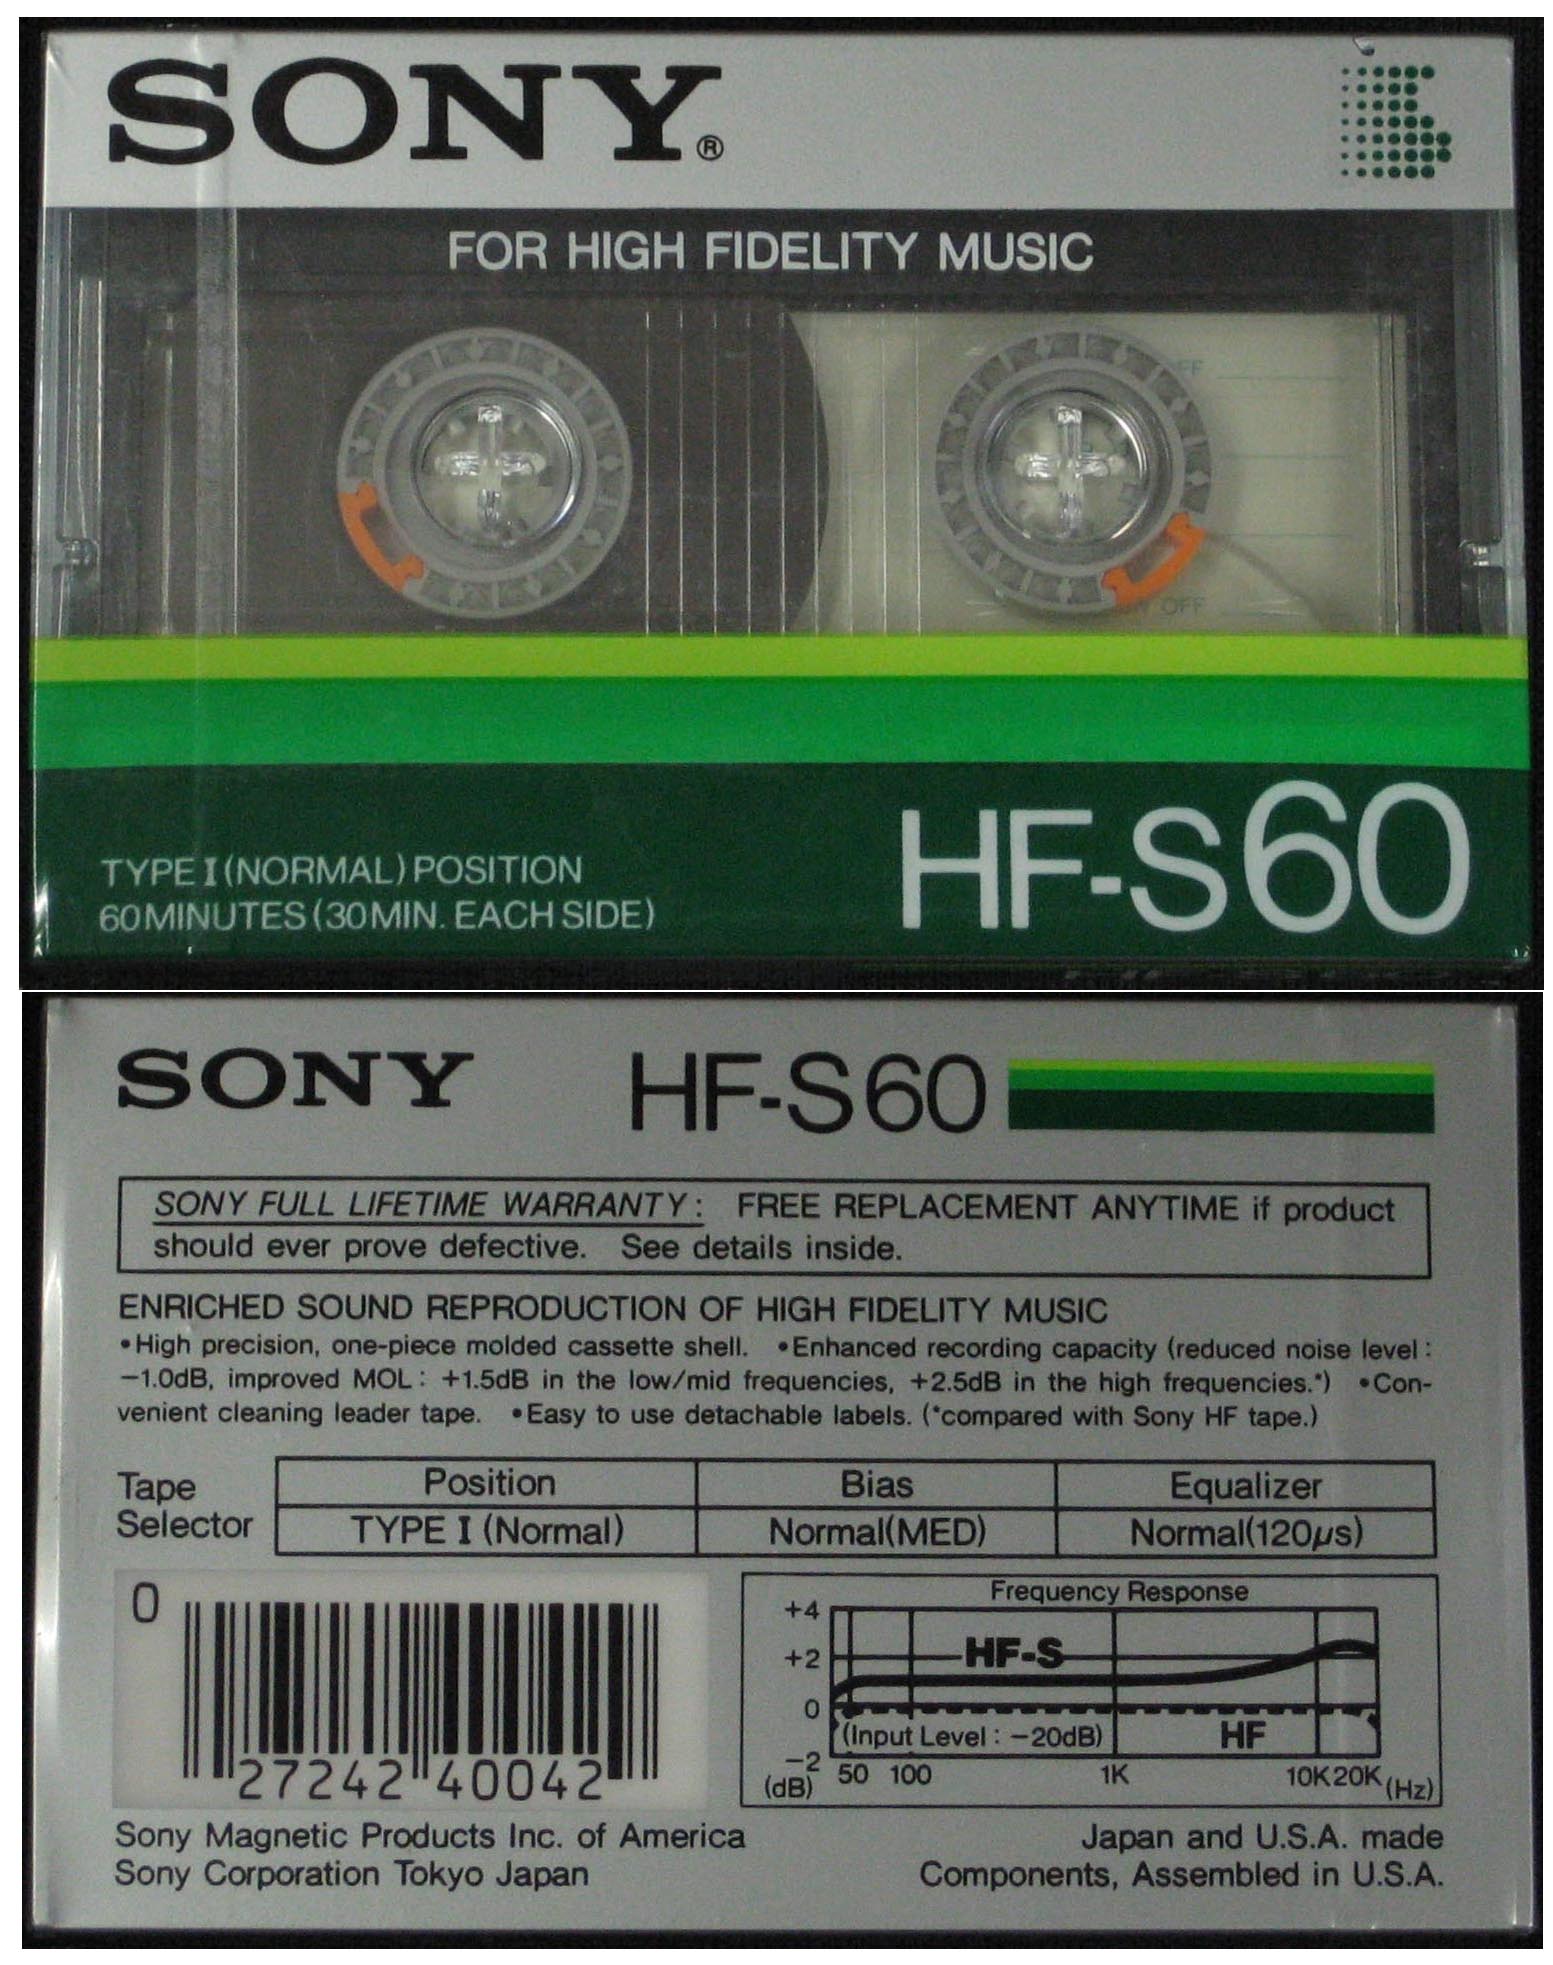 SONY®
FOR HIGH FIDELITY MUSIC
FF
OFF
HF-S60
TYPE I (NORMAL) POSITION
60 MINUTES (30 MIN. EACH SIDE)
SONY HF-S60
SONY FULL LIFETIME WARRANTY: FREE REPLACEMENT ANYTIME if product
should ever prove defective. See details inside.
ENRICHED SOUND REPRODUCTION OF HIGH FIDELITY MUSIC
•High precision, one-piece molded cassette shell. •Enhanced recording capacity (reduced noise level:
−1.0dB, improved MOL: +1.5dB in the low/mid frequencies, +2.5dB in the high frequencies.*) •Con-
venient cleaning leader tape. •Easy to use detachable labels. (*compared with Sony HF tape.)
Tape
Selector
Position Bias Equalizer
TYPE I (Normal) Normal(MED) Normal(120μs)
0
27242 40042
Frequency Response
+4
+2
0
−2
(dB)
HF-S
(Input Level: −20dB)
HF
50 100 1K 10K 20K (Hz)
Sony Magnetic Products Inc. of America
Sony Corporation Tokyo Japan
Japan and U.S.A. made
Components, Assembled in U.S.A.